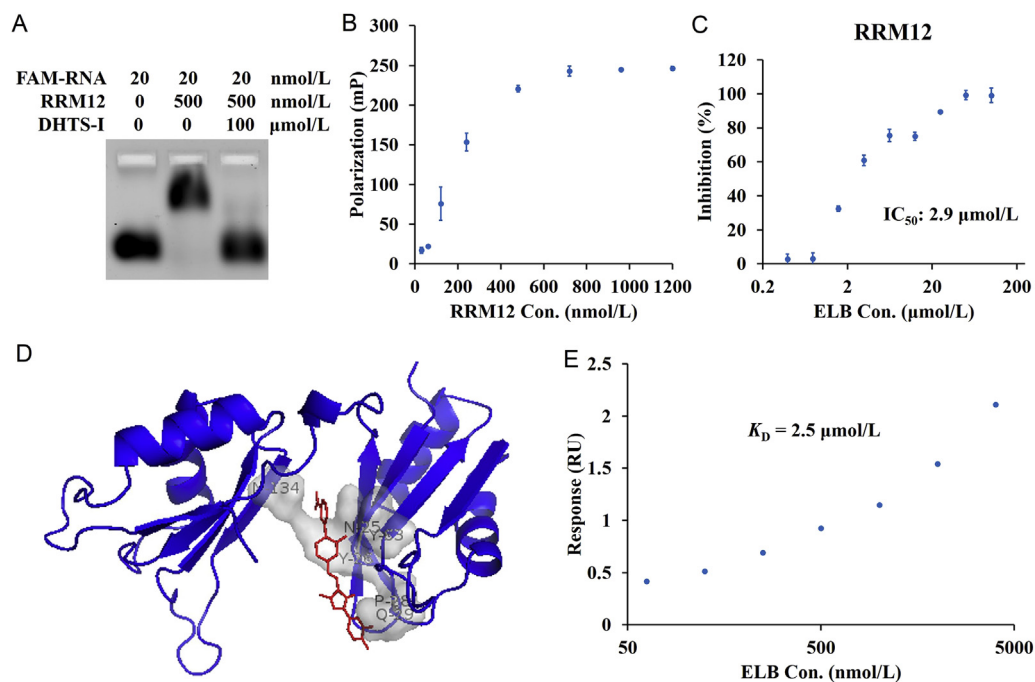 A
FAM-RNA 20 20 20 nmol/L
RRM12 0 500 500 nmol/L
DHTS-I 0 0 100 μmol/L
B
300
250
200
150
100
50
0
Polarization (mP)
0 200 400 600 800 1000 1200
RRM12 Con. (nmol/L)
C
RRM12
120
100
80
60
40
20
0
Inhibition (%)
IC50: 2.9 μmol/L
0.2 2 20 200
ELB Con. (μmol/L)
D
N-134
N-25
Q-29
E
2.5
2
1.5
1
0.5
0
Response (RU)
KD = 2.5 μmol/L
50 500 5000
ELB Con. (nmol/L)